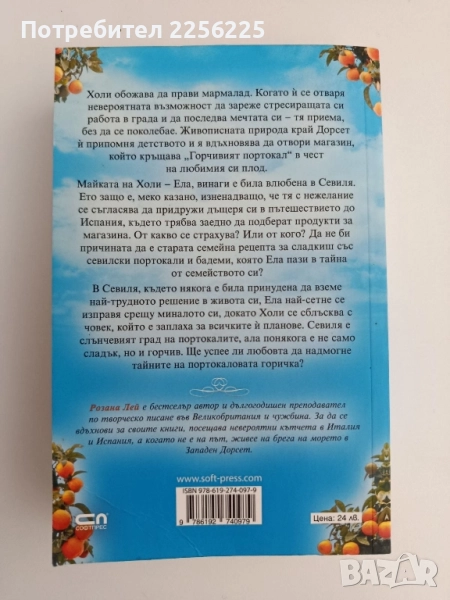 Потребител 2256225
Холи обожава да прави мармалад. Когато ѝ се отваря
невероятната възможност да зареже стресиращата си
работа в града и да последва мечтата си – тя приема,
без да се поколебае. Живописната природа край Дорсет
ѝ припомня детството и я вдъхновява да отвори магазин,
който кръщава „Горчивият портокал“ в чест
на любимия си плод.
Майката на Холи – Ела, винаги е била влюбена в Севиля.
Ето защо е, меко казано, изненадващо, че тя с нежелание
се съгласява да придружи дъщеря си в пътешествието до
Испания, където трябва заедно да подберат продукти за
магазина. От какво се страхува? Или от кого? Да не би
причината да е старата семейна рецепта за сладкиш със
севилски портокали и бадеми, която Ела пази в тайна
от семейството си?
В Севиля, където някога е била принудена да вземе
най-трудното решение в живота си, Ела най-сетне се
изправя срещу миналото си, докато Холи се сблъсква с
човек, който е заплаха за всичките ѝ планове. Севиля е
слънчевият град на портокалите, ала понякога е не само
сладък, но и горчив. Ще успее ли любовта да надмогне
тайните на портокаловата горичка?
Розана Лей е бестселър автор и дългогодишен преподавател
по творческо писане във Великобритания и чужбина. За да се
вдъхнови за своите книги, посещава невероятни кътчета в Италия
и Испания, а когато не е на път, живее на брега на морето в
Западен Дорсет.
www.soft-press.com
ISBN 978-619-274-097-9
9 786192 740979
СОФТПРЕС
Цена: 24 лв.
BAZAR